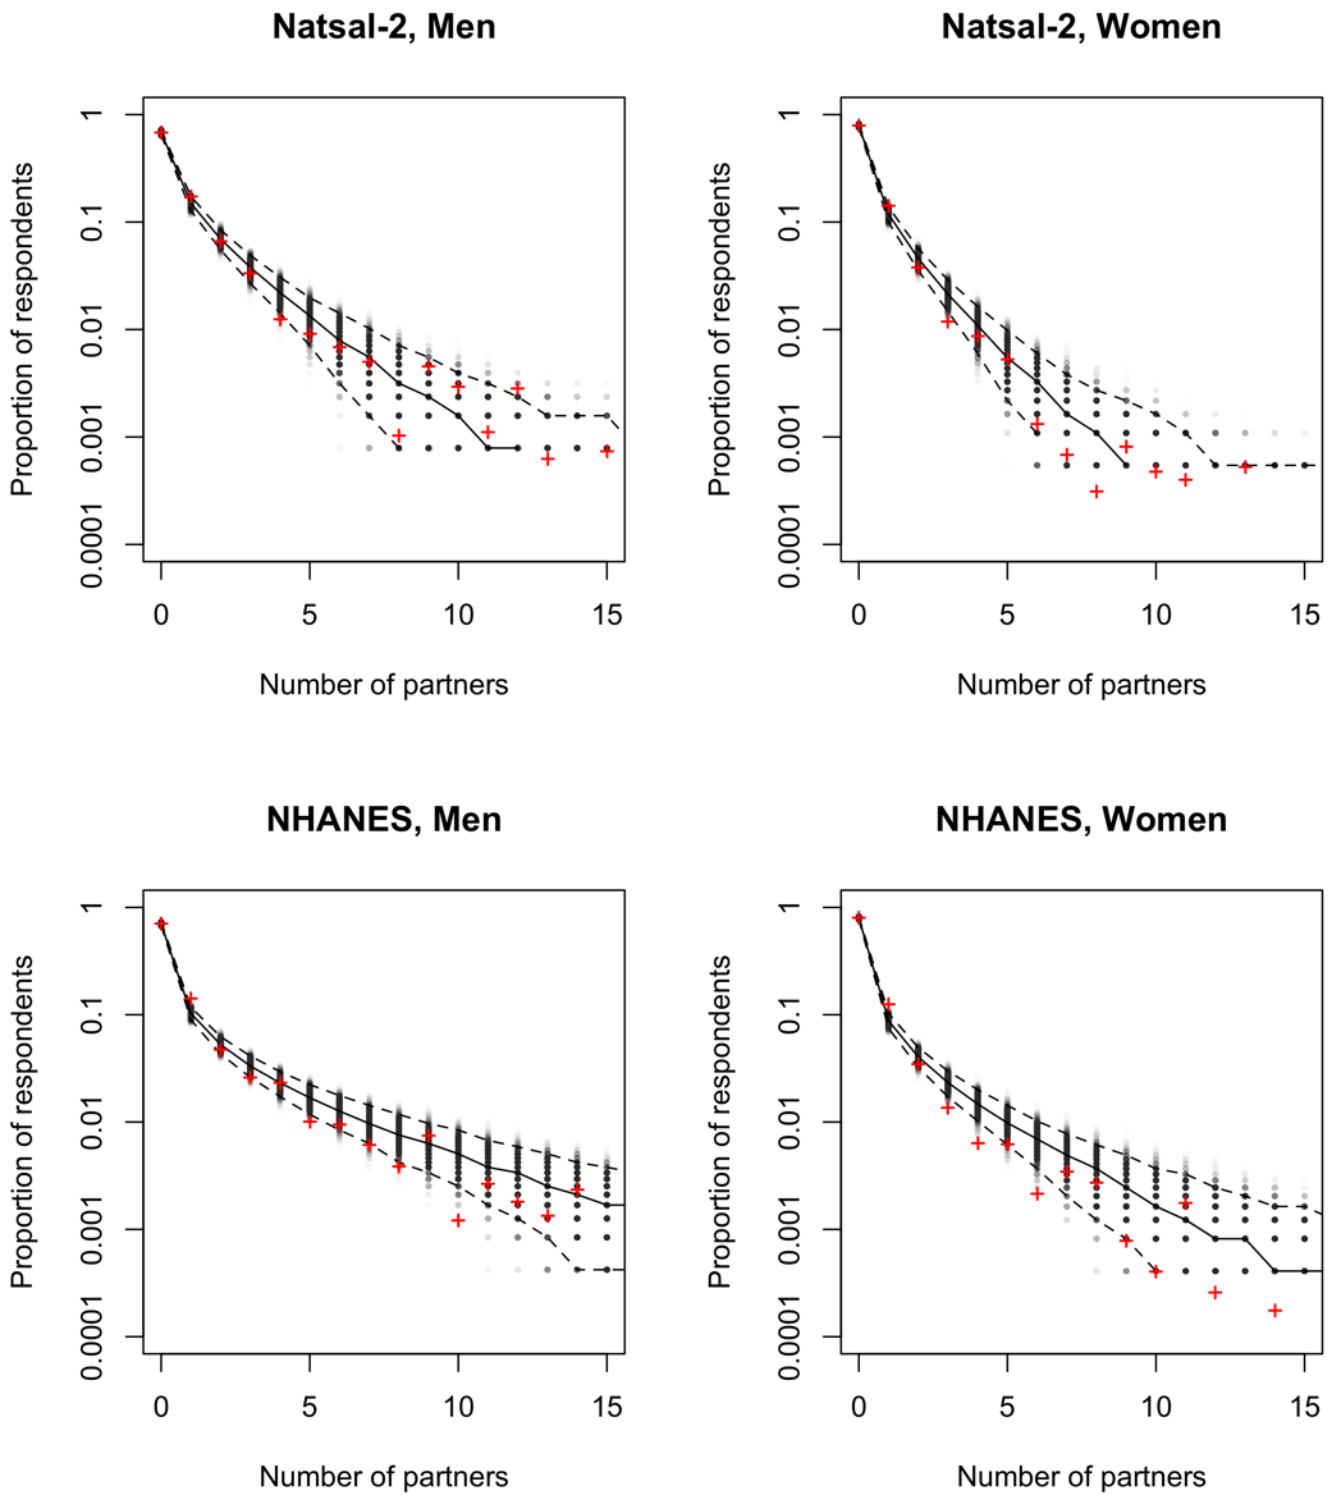 Natsal-2, Men
Proportion of respondents
1
0.1
0.01
0.001
0.0001
0 5 10 15
Number of partners
Natsal-2, Women
Proportion of respondents
1
0.1
0.01
0.001
0.0001
0 5 10 15
Number of partners
NHANES, Men
Proportion of respondents
1
0.1
0.01
0.001
0.0001
0 5 10 15
Number of partners
NHANES, Women
Proportion of respondents
1
0.1
0.01
0.001
0.0001
0 5 10 15
Number of partners